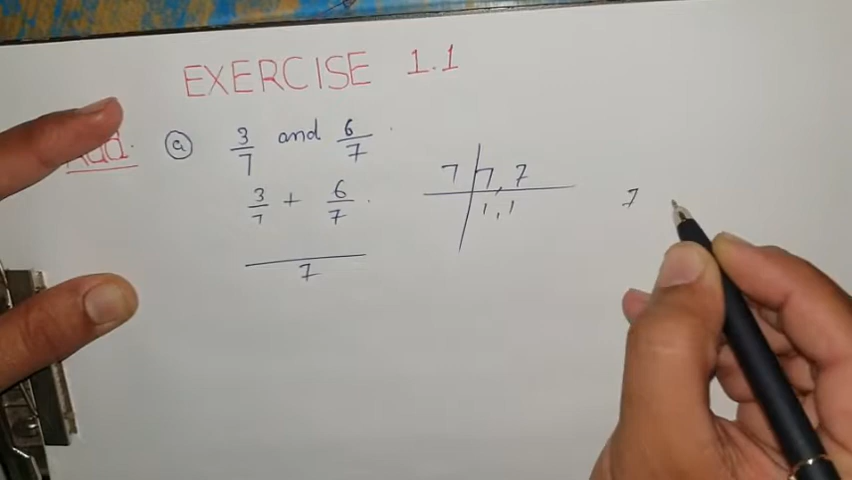 EXERCISE 1.1
Add. ⓐ 3/7 and 6/7.
3/7 + 6/7.
7 | 7, 7
1, 1
7
7